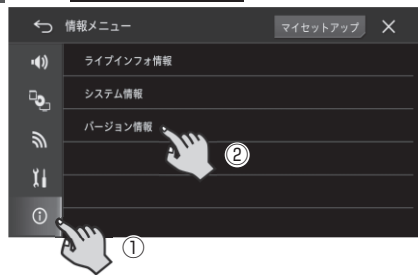 情報メニュー マイセットアップ
ライブインフォ情報
システム情報
バージョン情報
②
①